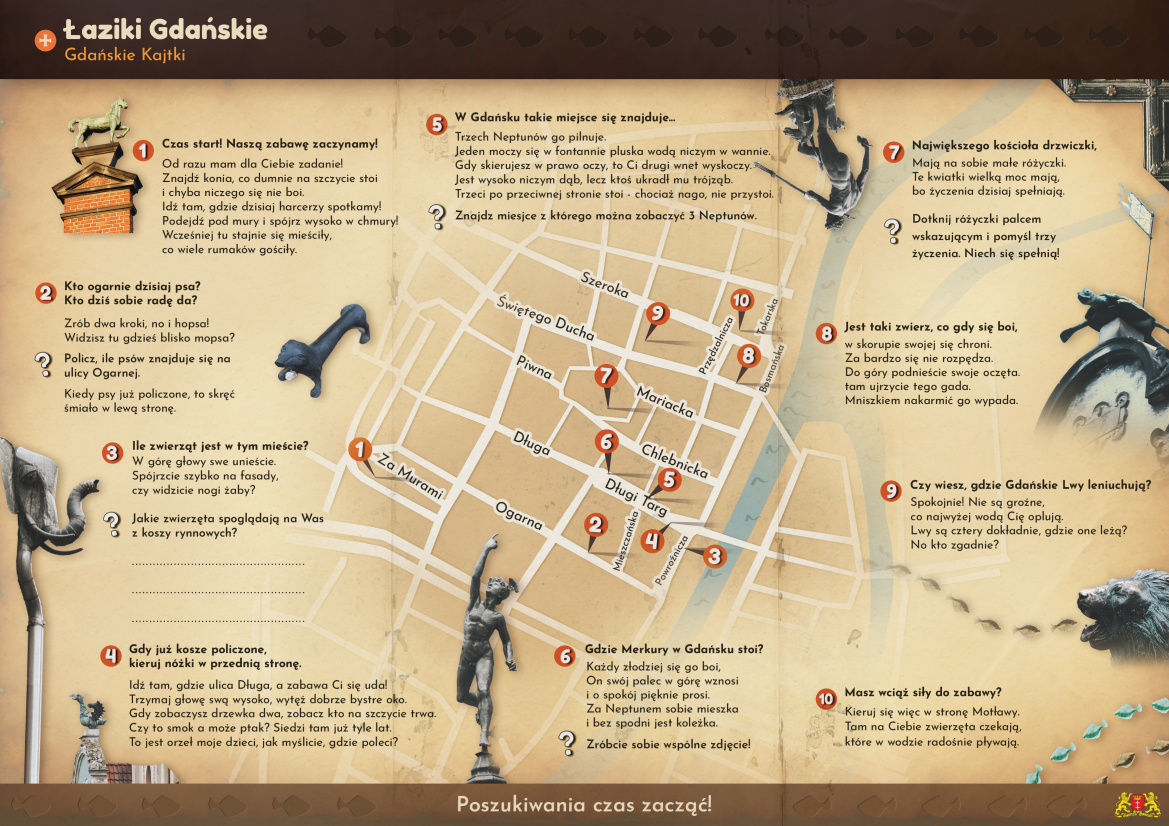 Łaziki Gdańskie
Gdańskie Kajtki
1
Czas start! Naszą zabawę zaczynamy!
Od razu mam dla Ciebie zadanie!
Znajdź konia, co dumnie na szczycie stoi
i chyba niczego się nie boi.
Idź tam, gdzie dzisiaj harcerzy spotkamy!
Podejdź pod mury i spójrz wysoko w chmury!
Wcześniej tu stajnie się mieściły,
co wiele rumaków gościły.
2
Kto ogarnie dzisiaj psa?
Kto dziś sobie radę da?
Zrób dwa kroki, no i hopsa!
Widzisz tu gdzieś blisko mopsa?
?
Policz, ile psów znajduje się na
ulicy Ogarnej.
Kiedy psy już policzone, to skręć
śmiało w lewą stronę.
3
Ile zwierząt jest w tym mieście?
W górę głowy swe unieście.
Spójrzcie szybko na fasady,
czy widzicie nogi żaby?
?
Jakie zwierzęta spoglądają na Was
z koszy rynnowych?
4
Gdy już kosze policzone,
kieruj nóżki w przednią stronę.
Idź tam, gdzie ulica Długa, a zabawa Ci się uda!
Trzymaj głowę swą wysoko, wytęż dobrze bystre oko.
Gdy zobaczysz drzewka dwa, zobacz kto na szczycie trwa.
Czy to smok a może ptak? Siedzi tam już tyle lat.
To jest orzeł moje dzieci, jak myślicie, gdzie poleci?
5
W Gdańsku takie miejsce się znajduje...
Trzech Neptunów go pilnuje.
Jeden moczy się w fontannie pluska wodą niczym w wannie.
Gdy skierujesz w prawo oczy, to Ci drugi wnet wyskoczy.
Jest wysoko niczym dąb, lecz ktoś ukradł mu trójząb.
Trzeci po przeciwnej stronie stoi - chociaż nago, nie przystoi.
?
Znajdz miesjce z którego można zobaczyć 3 Neptunów.
Szeroka
Świętego Ducha
Piwna
Mariacka
Chlebnicka
Długa
Długi Targ
Ogarna
Za Murami
Mieszczańska
Powroźnicza
Przędzalnicza
Tokarska
Bosmańska
9
10
8
7
1
6
5
2
4
3
6
Gdzie Merkury w Gdańsku stoi?
Każdy złodziej się go boi,
On swój palec w górę wznosi
i o spokój pięknie prosi.
Za Neptunem sobie mieszka
i bez spodni jest koleżka.
?
Zróbcie sobie wspólne zdjęcie!
7
Największego kościoła drzwiczki,
Mają na sobie małe różyczki.
Te kwiatki wielką moc mają,
bo życzenia dzisiaj spełniają.
?
Dotknij różyczki palcem
wskazującym i pomyśl trzy
życzenia. Niech się spełnią!
8
Jest taki zwierz, co gdy się boi,
w skorupie swojej się chroni.
Za bardzo się nie rozpędza.
Do góry podnieście swoje oczęta.
tam ujrzycie tego gada.
Mniszkiem nakarmić go wypada.
9
Czy wiesz, gdzie Gdańskie Lwy leniuchują?
Spokojnie! Nie są groźne,
co najwyżej wodą Cię oplują.
Lwy są cztery dokładnie, gdzie one leżą?
No kto zgadnie?
10
Masz wciąż siły do zabawy?
Kieruj się więc w stronę Motławy.
Tam na Ciebie zwierzęta czekają,
które w wodzie radośnie pływają.
Poszukiwania czas zacząć!